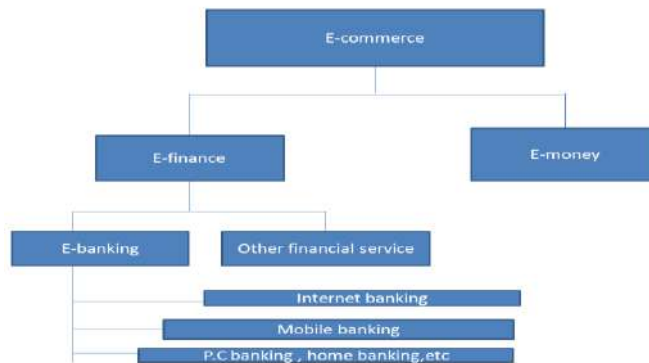 E-commerce
E-finance
E-money
E-banking
Other financial service
Internet banking
Mobile banking
P.C banking , home banking,etc